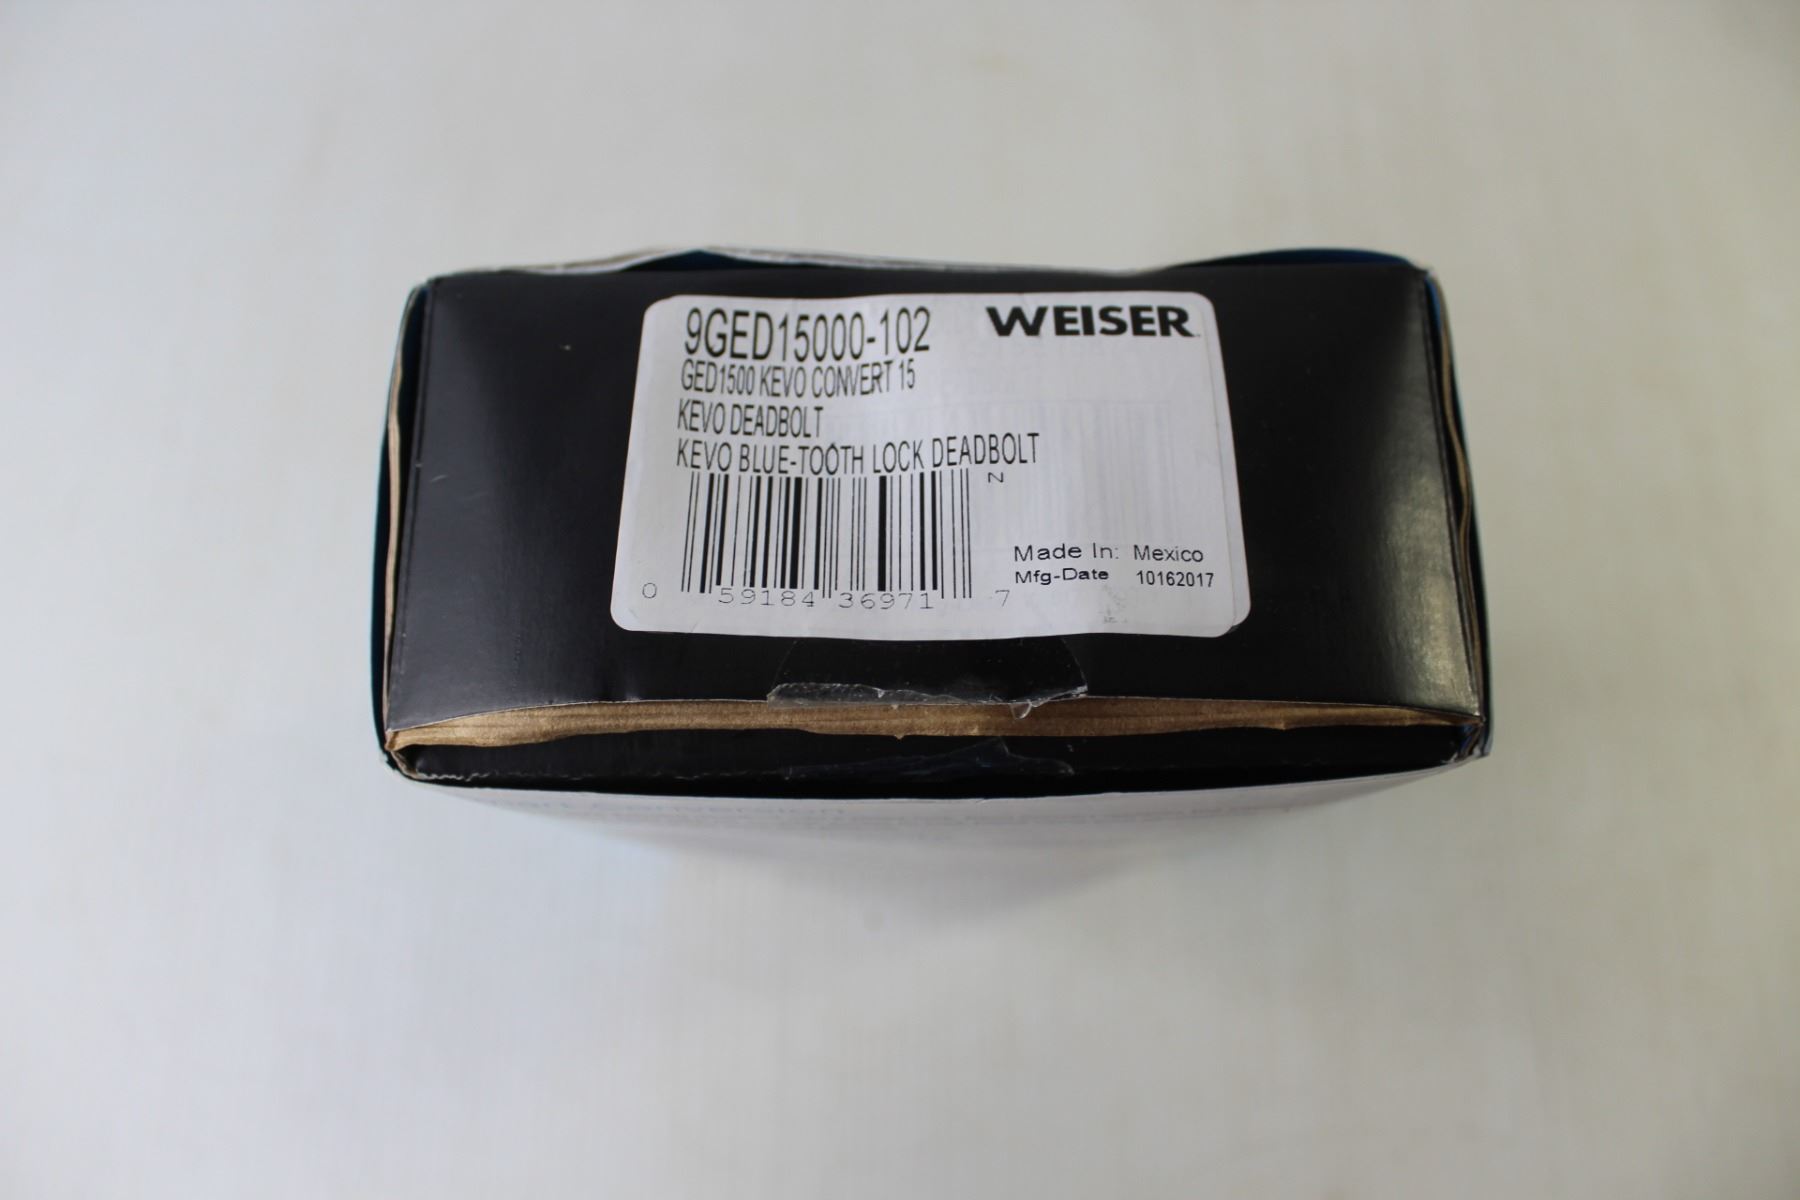 9GED15000-102
WEISER
GED1500 KEVO CONVERT 15
KEVO DEADBOLT
KEVO BLUE-TOOTH LOCK DEADBOLT
N
Made In: Mexico
Mfg-Date 10162017
0 59184 36971 7